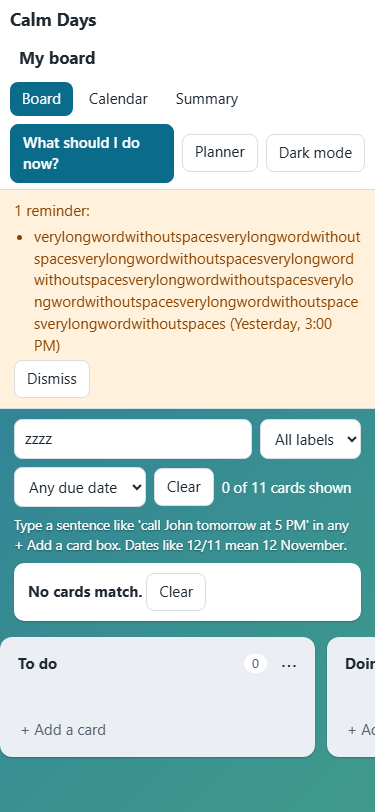 Calm Days
My board
Board Calendar Summary
What should I do
now?
Planner Dark mode
1 reminder:
• verylongwordwithoutspacesverylongwordwithout
spacesverylongwordwithoutspacesverylongword
withoutspacesverylongwordwithoutspacesverylo
ngwordwithoutspacesverylongwordwithoutspace
sverylongwordwithoutspaces (Yesterday, 3:00
PM)
Dismiss
zzzz All labels
Any due date Clear 0 of 11 cards shown
Type a sentence like 'call John tomorrow at 5 PM' in any
+ Add a card box. Dates like 12/11 mean 12 November.
No cards match. Clear
To do 0 ...
+ Add a card